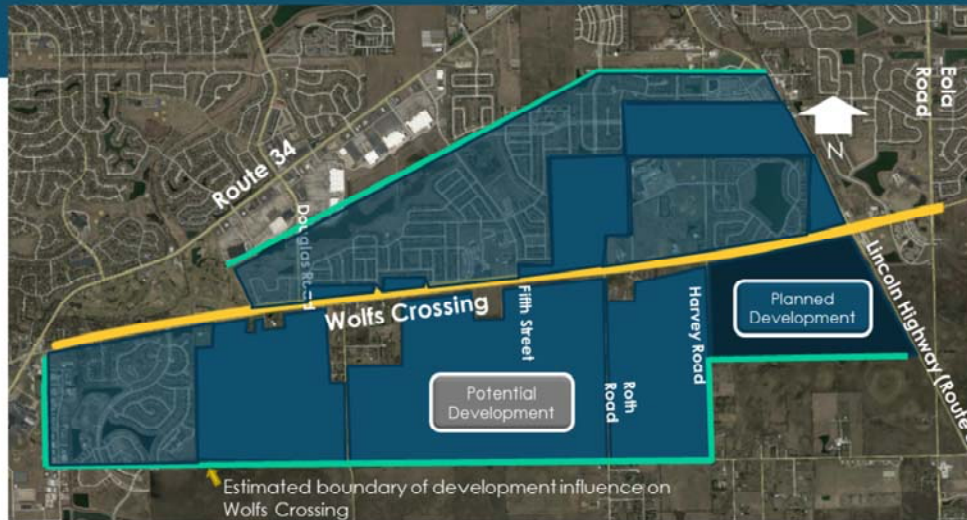 Eola
Road
Route 34
N
Douglas Road
Lincoln Highway (Route
Planned
Development
Wolfs Crossing
Fifth Street
Harvey Road
Potential
Development
Roth
Road
Estimated boundary of development influence on
Wolfs Crossing